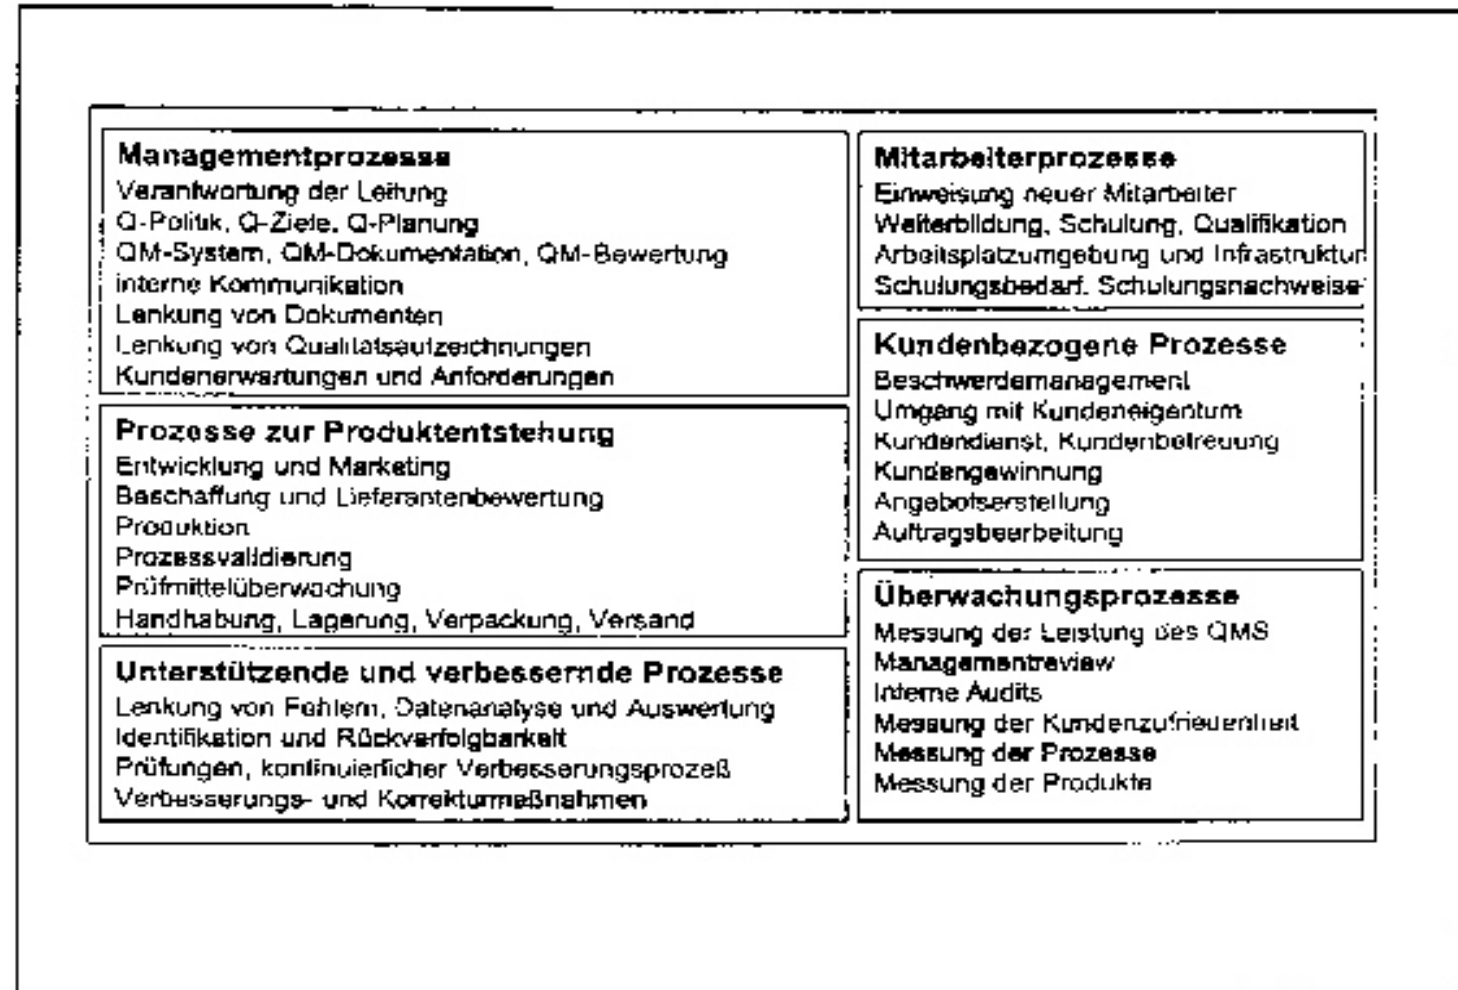 Managementprozesse
Verantwortung der Leitung
Q-Politik, Q-Ziele, Q-Planung
QM-System, QM-Dokumentation, QM-Bewertung
interne Kommunikation
Lenkung von Dokumenten
Lenkung von Qualitätsaufzeichnungen
Kundenerwartungen und Anforderungen
Prozesse zur Produktentstehung
Entwicklung und Marketing
Beschaffung und Lieferantenbewertung
Produktion
Prozessvalidierung
Prüfmittelüberwachung
Handhabung, Lagerung, Verpackung, Versand
Unterstützende und verbessernde Prozesse
Lenkung von Fehlern, Datenanalyse und Auswertung
Identifikation und Rückverfolgbarkeit
Prüfungen, kontinuierlicher Verbesserungsprozeß
Verbesserungs- und Korrekturmaßnahmen
Mitarbeiterprozesse
Einweisung neuer Mitarbeiter
Weiterbildung, Schulung, Qualifikation
Arbeitsplatzumgebung und Infrastruktur
Schulungsbedarf, Schulungsnachweise
Kundenbezogene Prozesse
Beschwerdemanagement
Umgang mit Kundeneigentum
Kundendienst, Kundenbetreuung
Kundengewinnung
Angebotserstellung
Auftragsbearbeitung
Überwachungsprozesse
Messung der Leistung des QMS
Managementreview
Interne Audits
Messung der Kundenzufriedenheit
Messung der Prozesse
Messung der Produkte